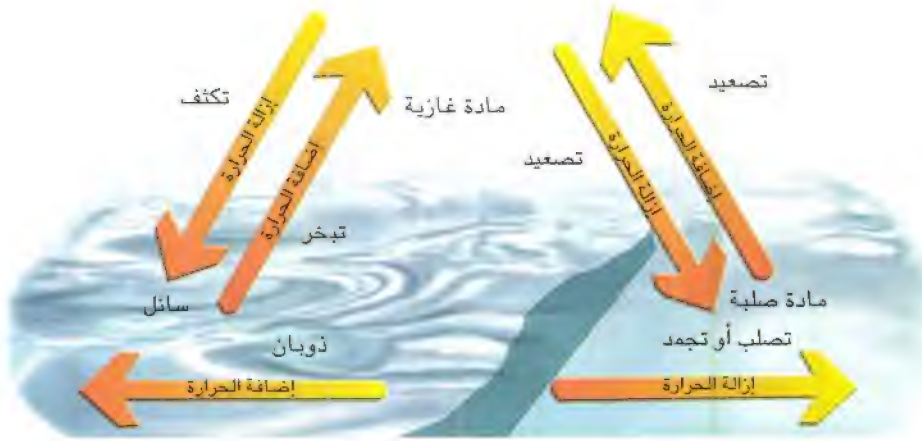 تصعيد
إضافة الحرارة
إزالة الحرارة
تصعيد
مادة صلبة
تصلب أو تجمد
إزالة الحرارة
مادة غازية
تكثف
إزالة الحرارة
إضافة الحرارة
تبخر
سائل
ذوبان
إضافة الحرارة